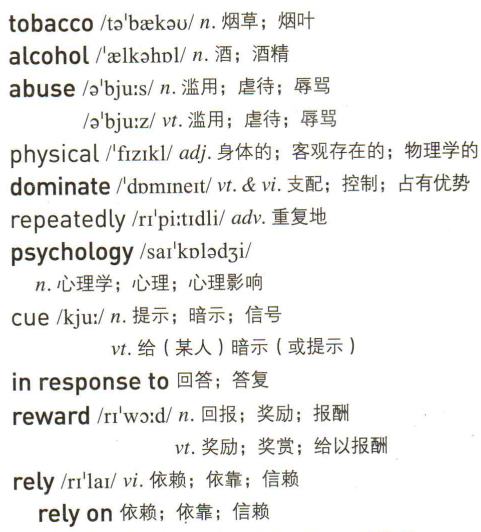 tobacco /təˈbækəʊ/ n. 烟草；烟叶
alcohol /ˈælkəhɒl/ n. 酒；酒精
abuse /əˈbjuːs/ n. 滥用；虐待；辱骂
/əˈbjuːz/ vt. 滥用；虐待；辱骂
physical /ˈfɪzɪkl/ adj. 身体的；客观存在的；物理学的
dominate /ˈdɒmɪneɪt/ vt. & vi. 支配；控制；占有优势
repeatedly /rɪˈpiːtɪdli/ adv. 重复地
psychology /saɪˈkɒlədʒi/
n. 心理学；心理；心理影响
cue /kjuː/ n. 提示；暗示；信号
vt. 给（某人）暗示（或提示）
in response to 回答；答复
reward /rɪˈwɔːd/ n. 回报；奖励；报酬
vt. 奖励；奖赏；给以报酬
rely /rɪˈlaɪ/ vi. 依赖；依靠；信赖
rely on 依赖；依靠；信赖